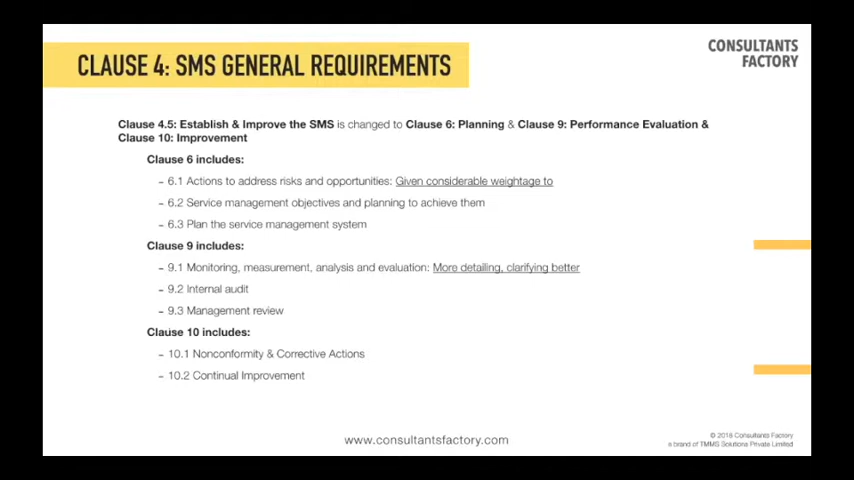 CONSULTANTS
FACTORY
CLAUSE 4: SMS GENERAL REQUIREMENTS
Clause 4.5: Establish & Improve the SMS is changed to Clause 6: Planning & Clause 9: Performance Evaluation &
Clause 10: Improvement
Clause 6 includes:
– 6.1 Actions to address risks and opportunities: Given considerable weightage to
– 6.2 Service management objectives and planning to achieve them
– 6.3 Plan the service management system
Clause 9 includes:
– 9.1 Monitoring, measurement, analysis and evaluation: More detailing, clarifying better
– 9.2 Internal audit
– 9.3 Management review
Clause 10 includes:
– 10.1 Nonconformity & Corrective Actions
– 10.2 Continual Improvement
www.consultantsfactory.com
© 2018 Consultants Factory
is brand of TMMS Solutions Private Limited